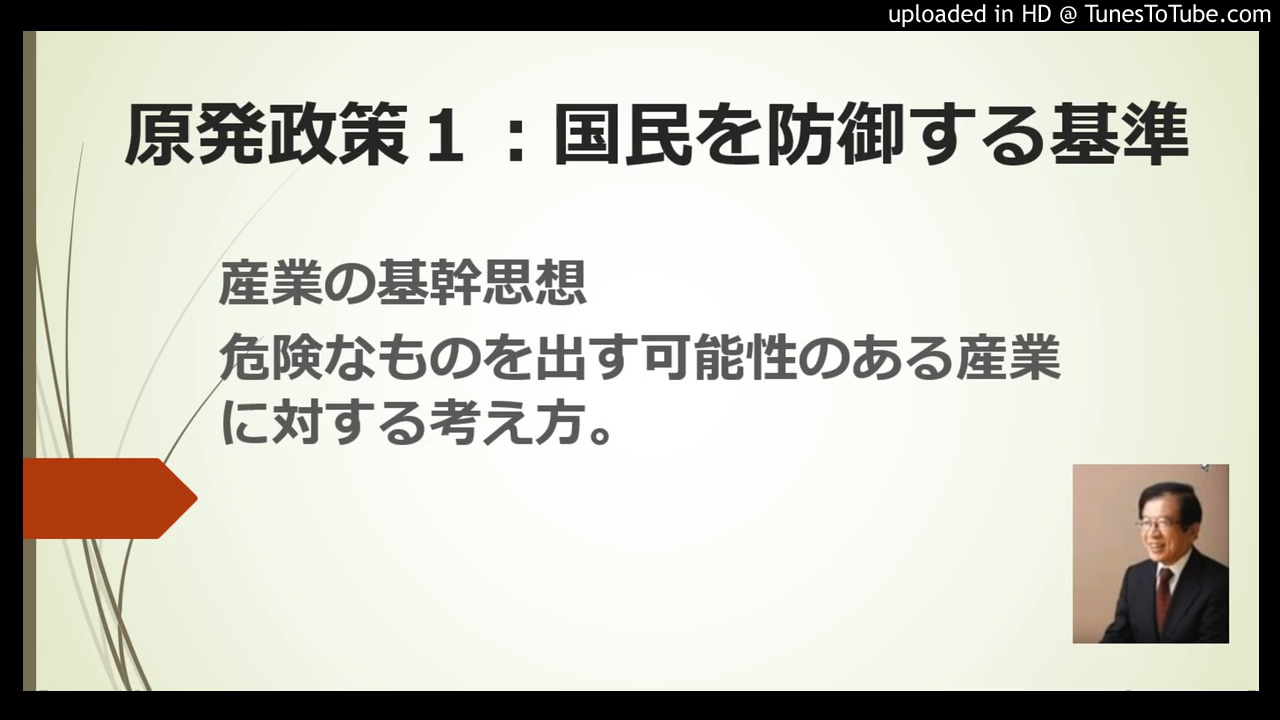 uploaded in HD @ TunesToTube.com
原発政策１：国民を防御する基準
産業の基幹思想
危険なものを出す可能性のある産業
に対する考え方。